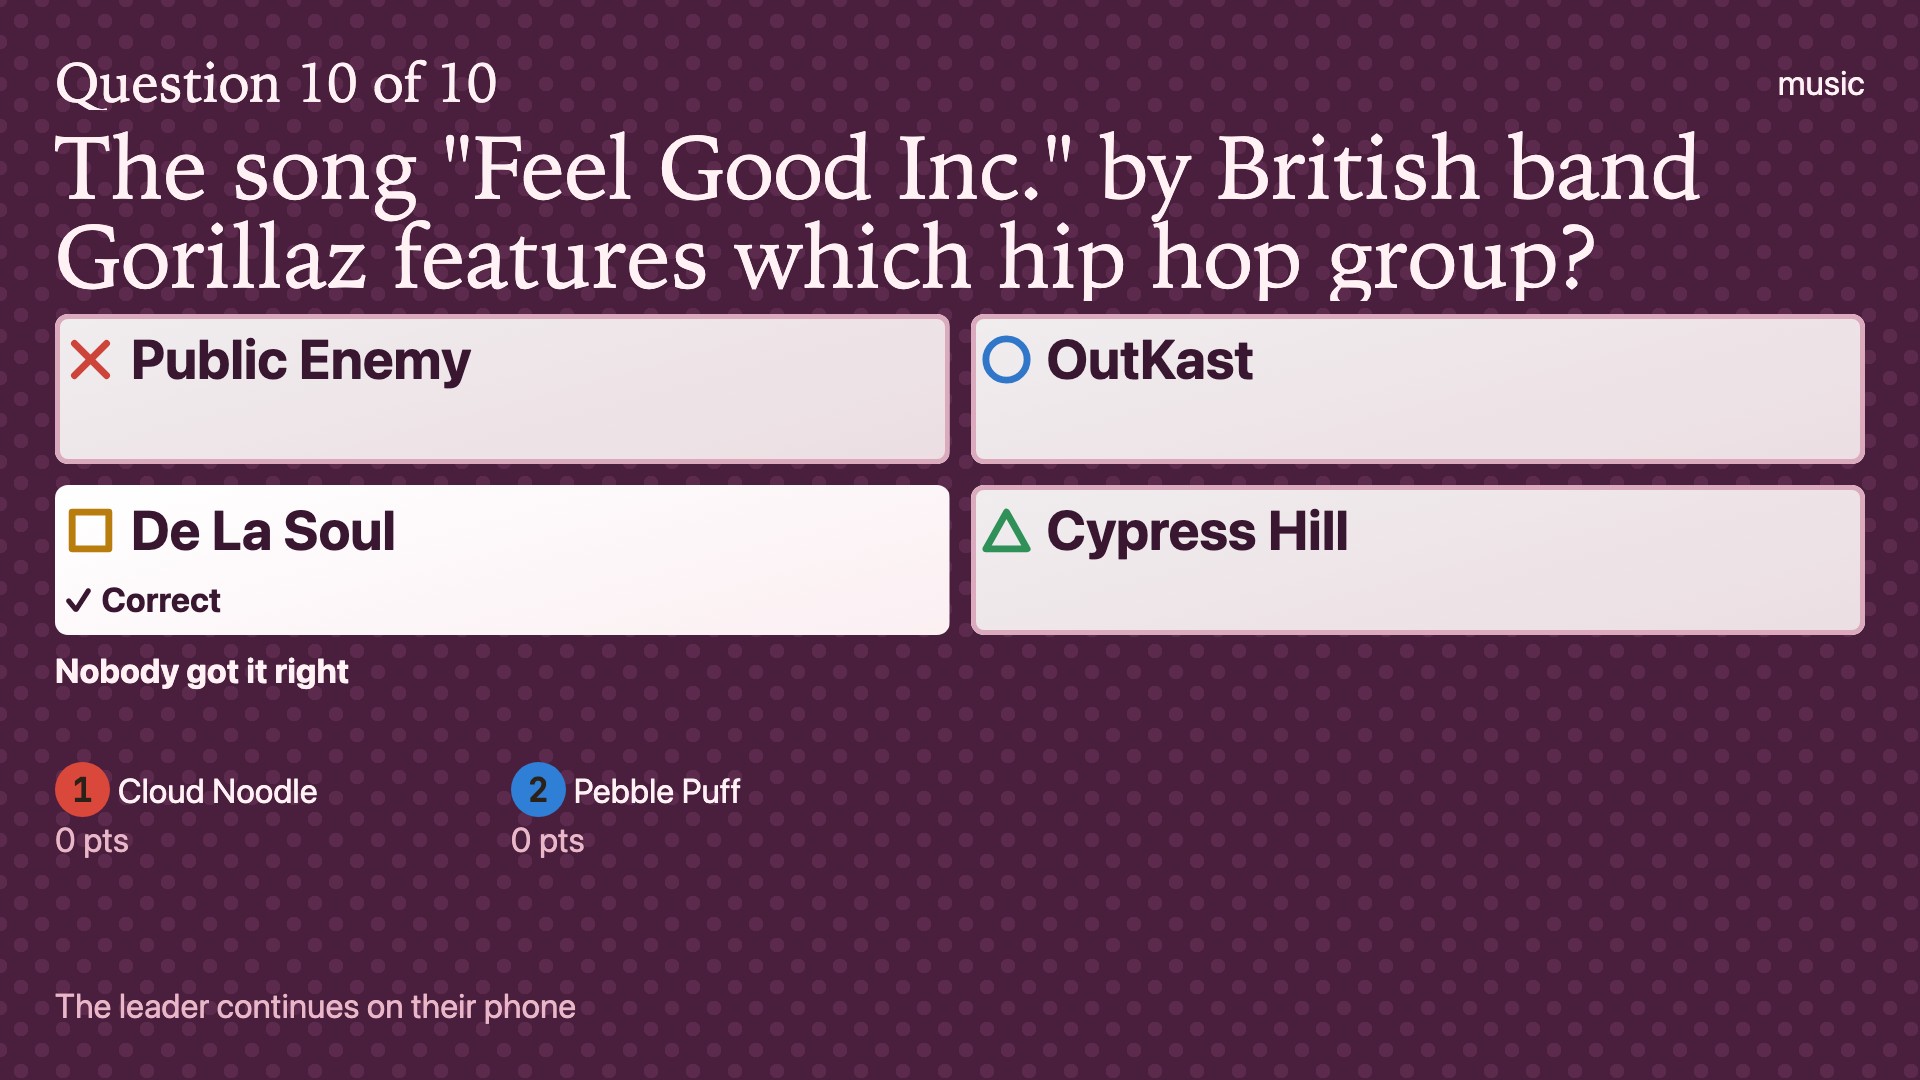 Question 10 of 10
music
The song "Feel Good Inc." by British band
Gorillaz features which hip hop group?
Public Enemy
OutKast
De La Soul
✓ Correct
Cypress Hill
Nobody got it right
1 Cloud Noodle
0 pts
2 Pebble Puff
0 pts
The leader continues on their phone